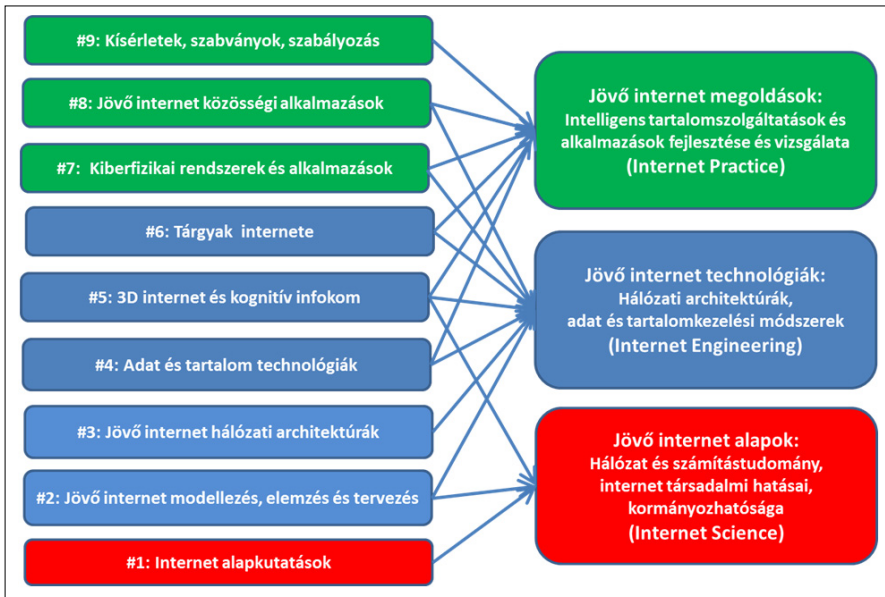 #9: Kísérletek, szabványok, szabályozás
#8: Jövő internet közösségi alkalmazások
#7: Kiberfizikai rendszerek és alkalmazások
#6: Tárgyak internete
#5: 3D internet és kognitív infokom
#4: Adat és tartalom technológiák
#3: Jövő internet hálózati architektúrák
#2: Jövő internet modellezés, elemzés és tervezés
#1: Internet alapkutatások
Jövő internet megoldások:
Intelligens tartalomszolgáltatások és
alkalmazások fejlesztése és vizsgálata
(Internet Practice)
Jövő internet technológiák:
Hálózati architektúrák,
adat és tartalomkezelési módszerek
(Internet Engineering)
Jövő internet alapok:
Hálózat és számítástudomány,
internet társadalmi hatásai,
kormányozhatósága
(Internet Science)